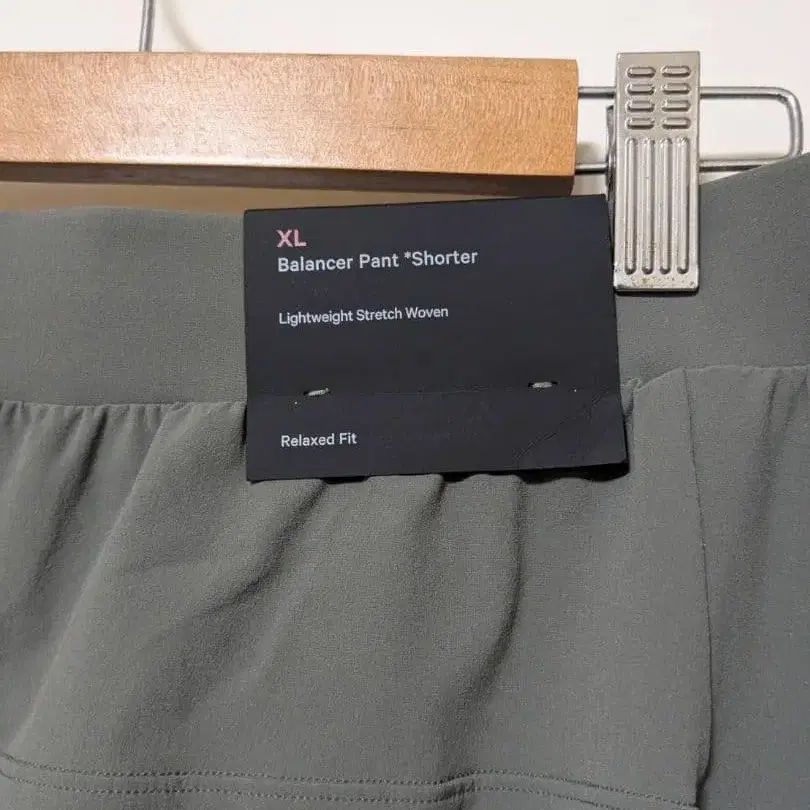 XL
Balancer Pant *Shorter
Lightweight Stretch Woven
Relaxed Fit